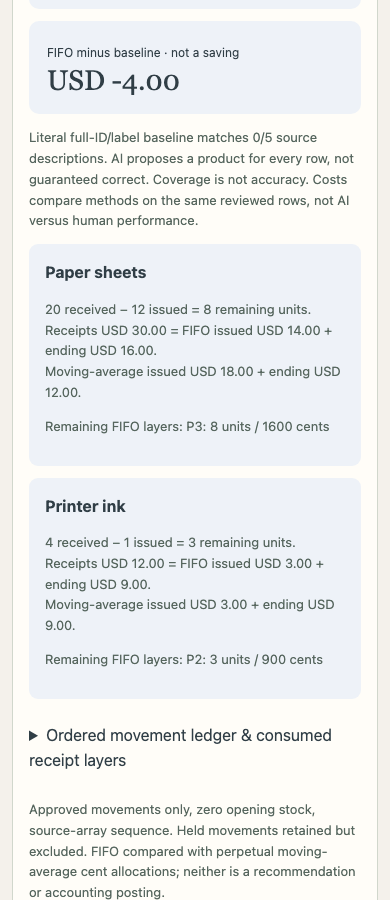 FIFO minus baseline · not a saving
USD -4.00
Literal full-ID/label baseline matches 0/5 source
descriptions. AI proposes a product for every row, not
guaranteed correct. Coverage is not accuracy. Costs
compare methods on the same reviewed rows, not AI
versus human performance.
Paper sheets
20 received – 12 issued = 8 remaining units.
Receipts USD 30.00 = FIFO issued USD 14.00 +
ending USD 16.00.
Moving-average issued USD 18.00 + ending USD
12.00.
Remaining FIFO layers: P3: 8 units / 1600 cents
Printer ink
4 received – 1 issued = 3 remaining units.
Receipts USD 12.00 = FIFO issued USD 3.00 +
ending USD 9.00.
Moving-average issued USD 3.00 + ending USD
9.00.
Remaining FIFO layers: P2: 3 units / 900 cents
▶ Ordered movement ledger & consumed
receipt layers
Approved movements only, zero opening stock,
source-array sequence. Held movements retained but
excluded. FIFO compared with perpetual moving-
average cent allocations; neither is a recommendation
or accounting posting.